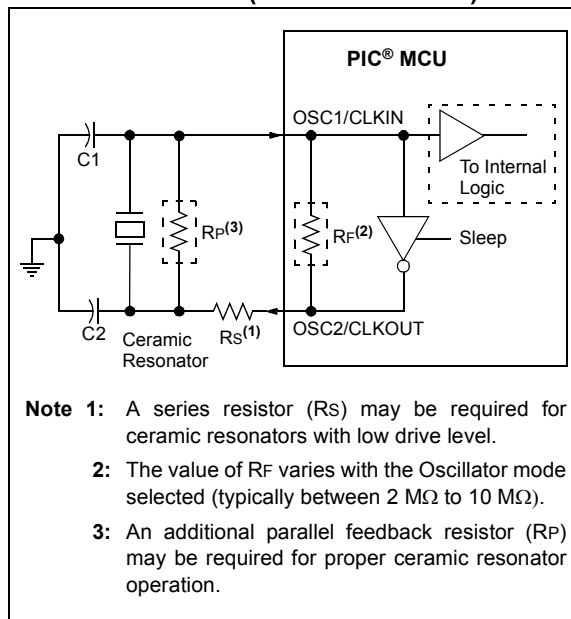 PIC® MCU
OSC1/CLKIN
C1
To Internal
Logic
RP(3)
RF(2)
Sleep
C2
Ceramic
Resonator
RS(1)
OSC2/CLKOUT
Note 1: A series resistor (RS) may be required for
ceramic resonators with low drive level.
2: The value of RF varies with the Oscillator mode
selected (typically between 2 MΩ to 10 MΩ).
3: An additional parallel feedback resistor (RP)
may be required for proper ceramic resonator
operation.